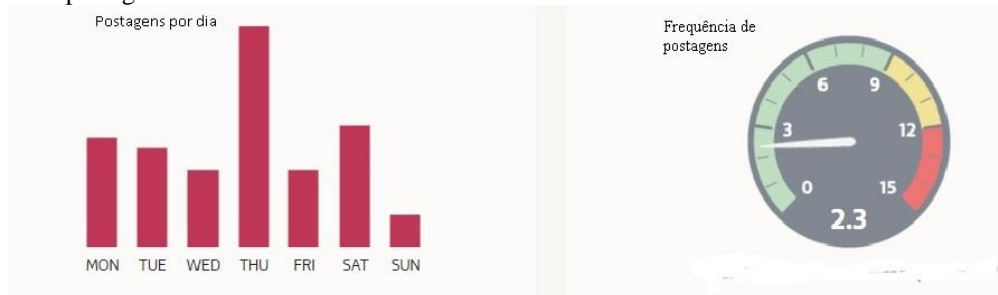 Postagens por dia
MON TUE WED THU FRI SAT SUN
Frequência de
postagens
6 9
3 12
0 15
2.3